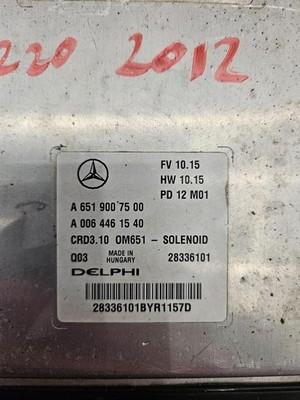 220 2012
FV 10.15
HW 10.15
PD 12 M01
A 651 900 75 00
A 006 446 15 40
CRD3.10 OM651 - SOLENOID
Q03 MADE IN HUNGARY 28336101
DELPHI
28336101BYR1157D